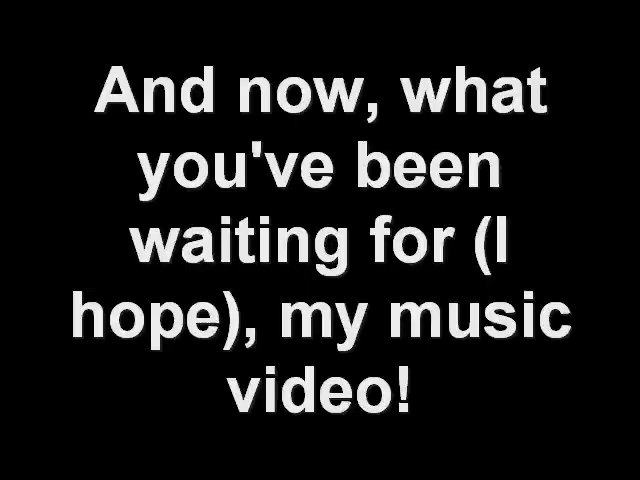 And now, what
you've been
waiting for (I
hope), my music
video!